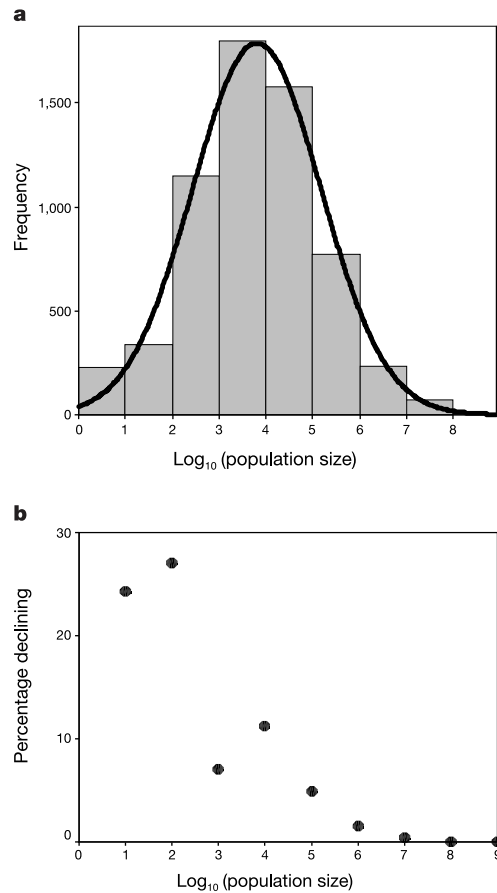 a
1,500
1,000
500
0
Frequency
0 1 2 3 4 5 6 7 8
Log₁₀ (population size)
b
30
20
10
0
Percentage declining
0 1 2 3 4 5 6 7 8 9
Log₁₀ (population size)